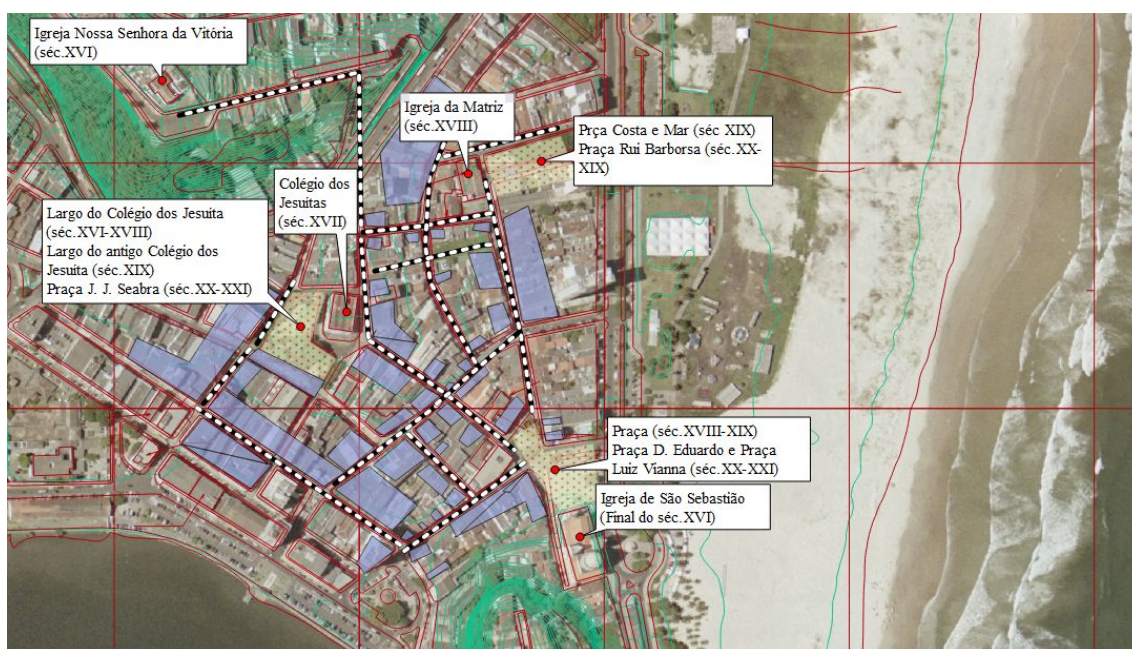 Igreja Nossa Senhora da Vitória
(séc.XVI)
Igreja da Matriz
(séc.XVIII)
Prça Costa e Mar (séc XIX)
Praça Rui Barborsa (séc.XX-
XIX)
Colégio dos
Jesuítas
(séc.XVII)
Largo do Colégio dos Jesuita
(séc.XVI-XVIII)
Largo do antigo Colégio dos
Jesuita (séc.XIX)
Praça J. J. Seabra (séc.XX-XXI)
Praça (séc.XVIII-XIX)
Praça D. Eduardo e Praça
Luiz Vianna (séc.XX-XXI)
Igreja de São Sebastião
(Final do séc.XVI)